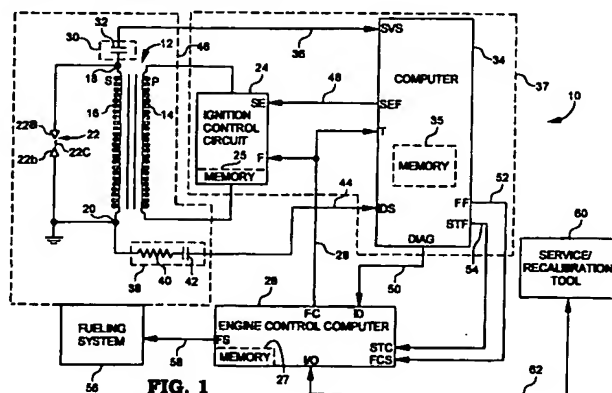 32
30
12
46
36
SVS
34
37
18
S
P
24
COMPUTER
10
16
14
SE
48
SEF
22a
22
22C
22b
IGNITION
CONTROL
CIRCUIT
F
T
35
MEMORY
25
MEMORY
44
52
20
IDS
FF
STF
54
60
DIAG
SERVICE/
RECALIBRATION
TOOL
38
40
42
28
50
26
FC
ID
FUELING
SYSTEM
ENGINE CONTROL COMPUTER
58
FS
MEMORY
27
I/O
STC
FCS
56
FIG. 1
62